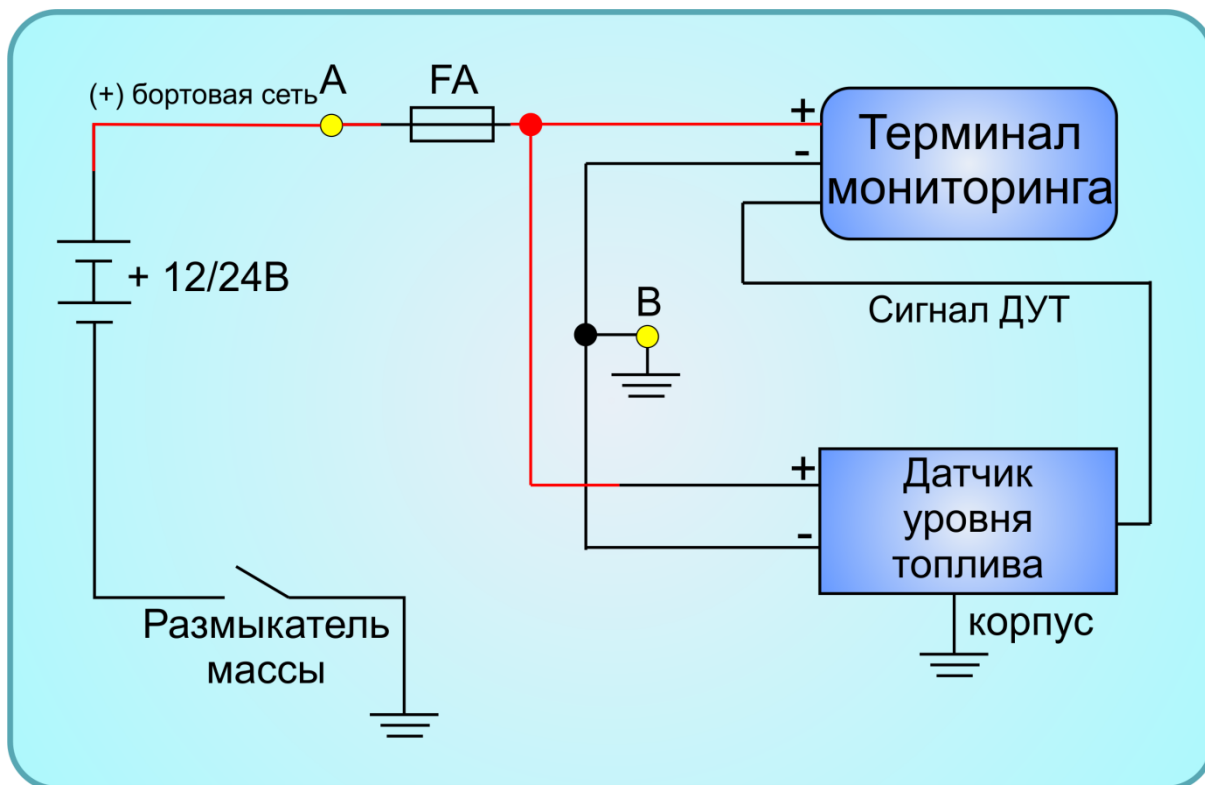 (+) бортовая сеть
A
FA
+
-
Терминал
мониторинга
+ 12/24В
B
Сигнал ДУТ
+
-
Датчик
уровня
топлива
корпус
Размыкатель
массы